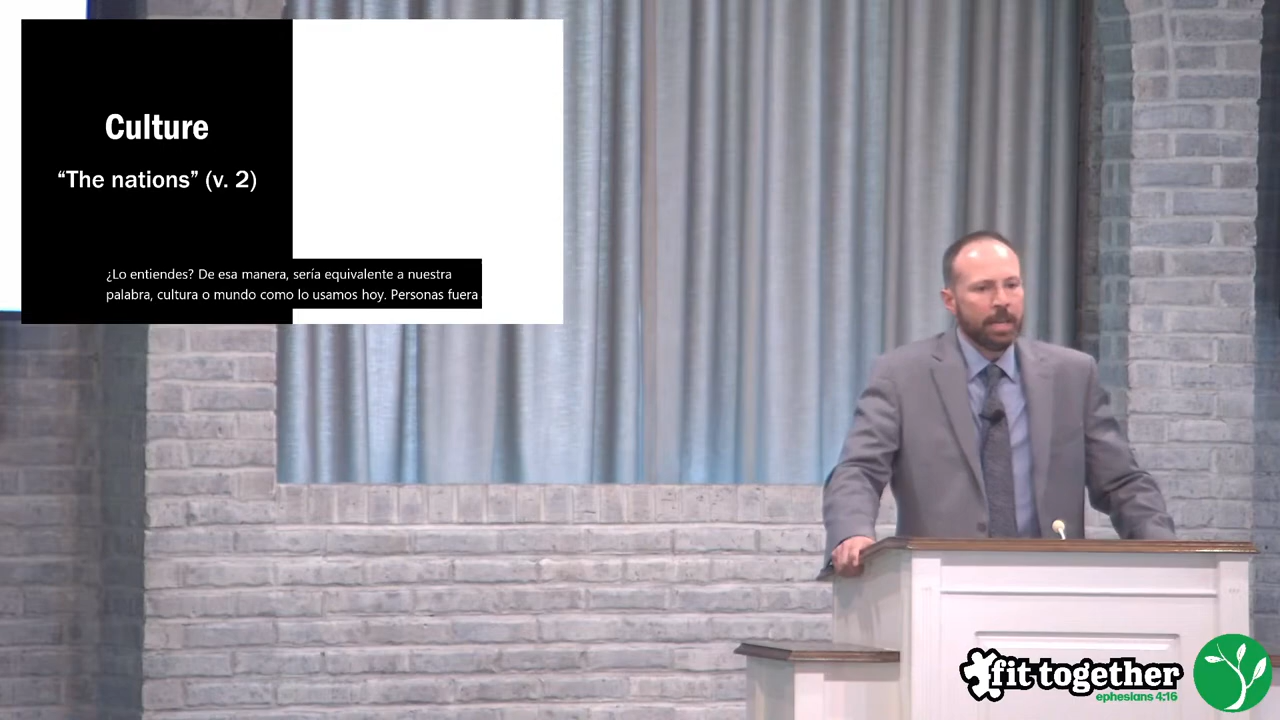 Culture
“The nations” (v. 2)
¿Lo entiendes? De esa manera, sería equivalente a nuestra
palabra, cultura o mundo como lo usamos hoy. Personas fuera
fit together
ephesians 4:16